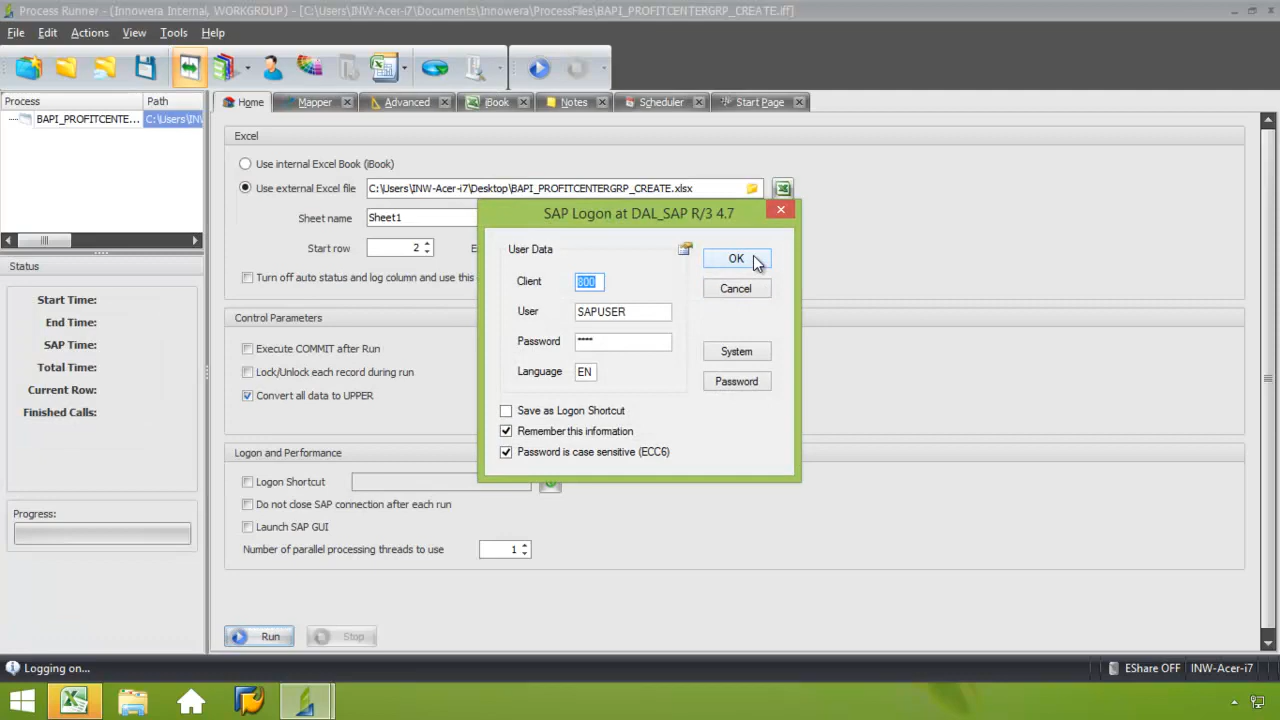 Process Runner - (Innowera Internal, WORKGROUP) - [C:\Users\INW-Acer-i7\Documents\Innowera\ProcessFiles\BAPI_PROFITCENTERGRP_CREATE.iff]
File Edit Actions View Tools Help
Process Path
BAPI_PROFITCENTE... C:\Users\INW
Home Mapper Advanced iBook Notes Scheduler Start Page
Excel
Use internal Excel Book (iBook)
Use external Excel file C:\Users\INW-Acer-i7\Desktop\BAPI_PROFITCENTERGRP_CREATE.xlsx
Sheet name Sheet1
Start row 2
Turn off auto status and log column and use this
Control Parameters
Execute COMMIT after Run
Lock/Unlock each record during run
Convert all data to UPPER
Logon and Performance
Logon Shortcut
Do not close SAP connection after each run
Launch SAP GUI
Number of parallel processing threads to use 1
Run Stop
SAP Logon at DAL_SAP R/3 4.7
User Data
Client 800
User SAPUSER
Password ****
Language EN
OK
Cancel
System
Password
Save as Logon Shortcut
Remember this information
Password is case sensitive (ECC6)
Status
Start Time:
End Time:
SAP Time:
Total Time:
Current Row:
Finished Calls:
Progress:
Logging on...
EShare OFF INW-Acer-i7